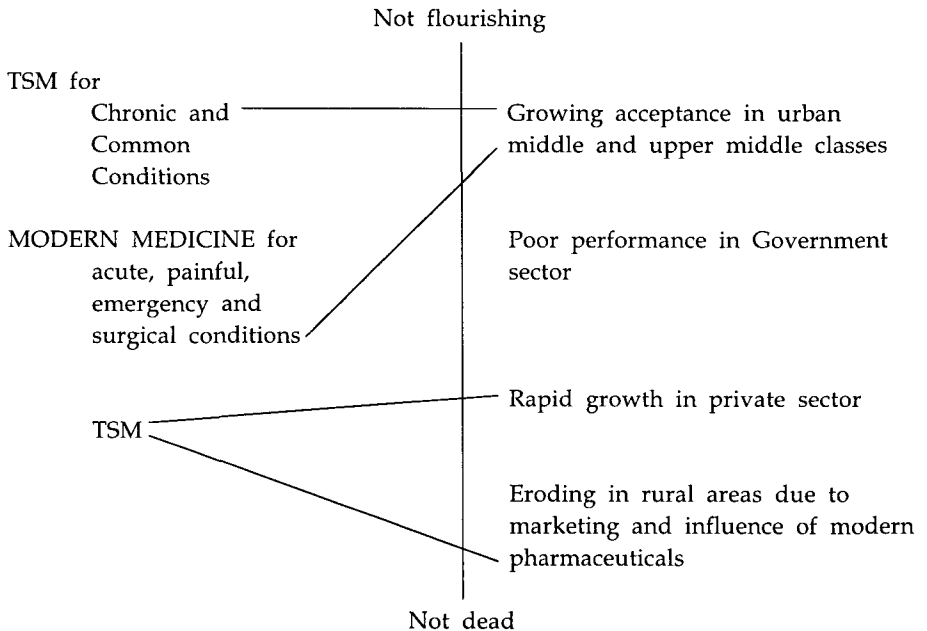 Not flourishing
TSM for
Chronic and
Common
Conditions
Growing acceptance in urban
middle and upper middle classes
MODERN MEDICINE for
acute, painful,
emergency and
surgical conditions
Poor performance in Government
sector
TSM
Rapid growth in private sector
Eroding in rural areas due to
marketing and influence of modern
pharmaceuticals
Not dead